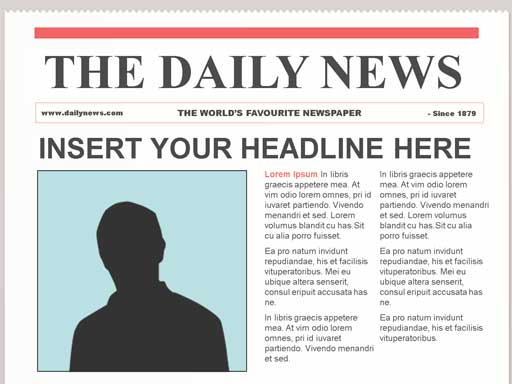 THE DAILY NEWS
www.dailynews.com
THE WORLD'S FAVOURITE NEWSPAPER
- Since 1879
INSERT YOUR HEADLINE HERE
Lorem Ipsum In libris
graecis appetere mea. At
vim odio lorem omnes, pri id
iuvaret partiendo. Vivendo
menandri et sed. Lorem
volumus blandit cu has.Sit
cu alia porro fuisset.
Ea pro natum invidunt
repudiandae, his et facilisis
vituperatoribus. Mei eu
ubique altera senserit,
consul eripuit accusata has
ne.
In libris graecis appetere
mea. At vim odio lorem
omnes, pri id iuvaret
partiendo. Vivendo menandri
et sed.
In libris graecis appetere
mea. At vim odio lorem
omnes, pri id iuvaret
partiendo. Vivendo
menandri et sed. Lorem
volumus blandit cu has.Sit
cu alia porro fuisset.
Ea pro natum invidunt
repudiandae, his et facilisis
vituperatoribus. Mei eu
ubique altera senserit,
consul eripuit accusata has
ne.
Ea pro natum invidunt
repudiandae, his et facilisis
vituperatoribus.